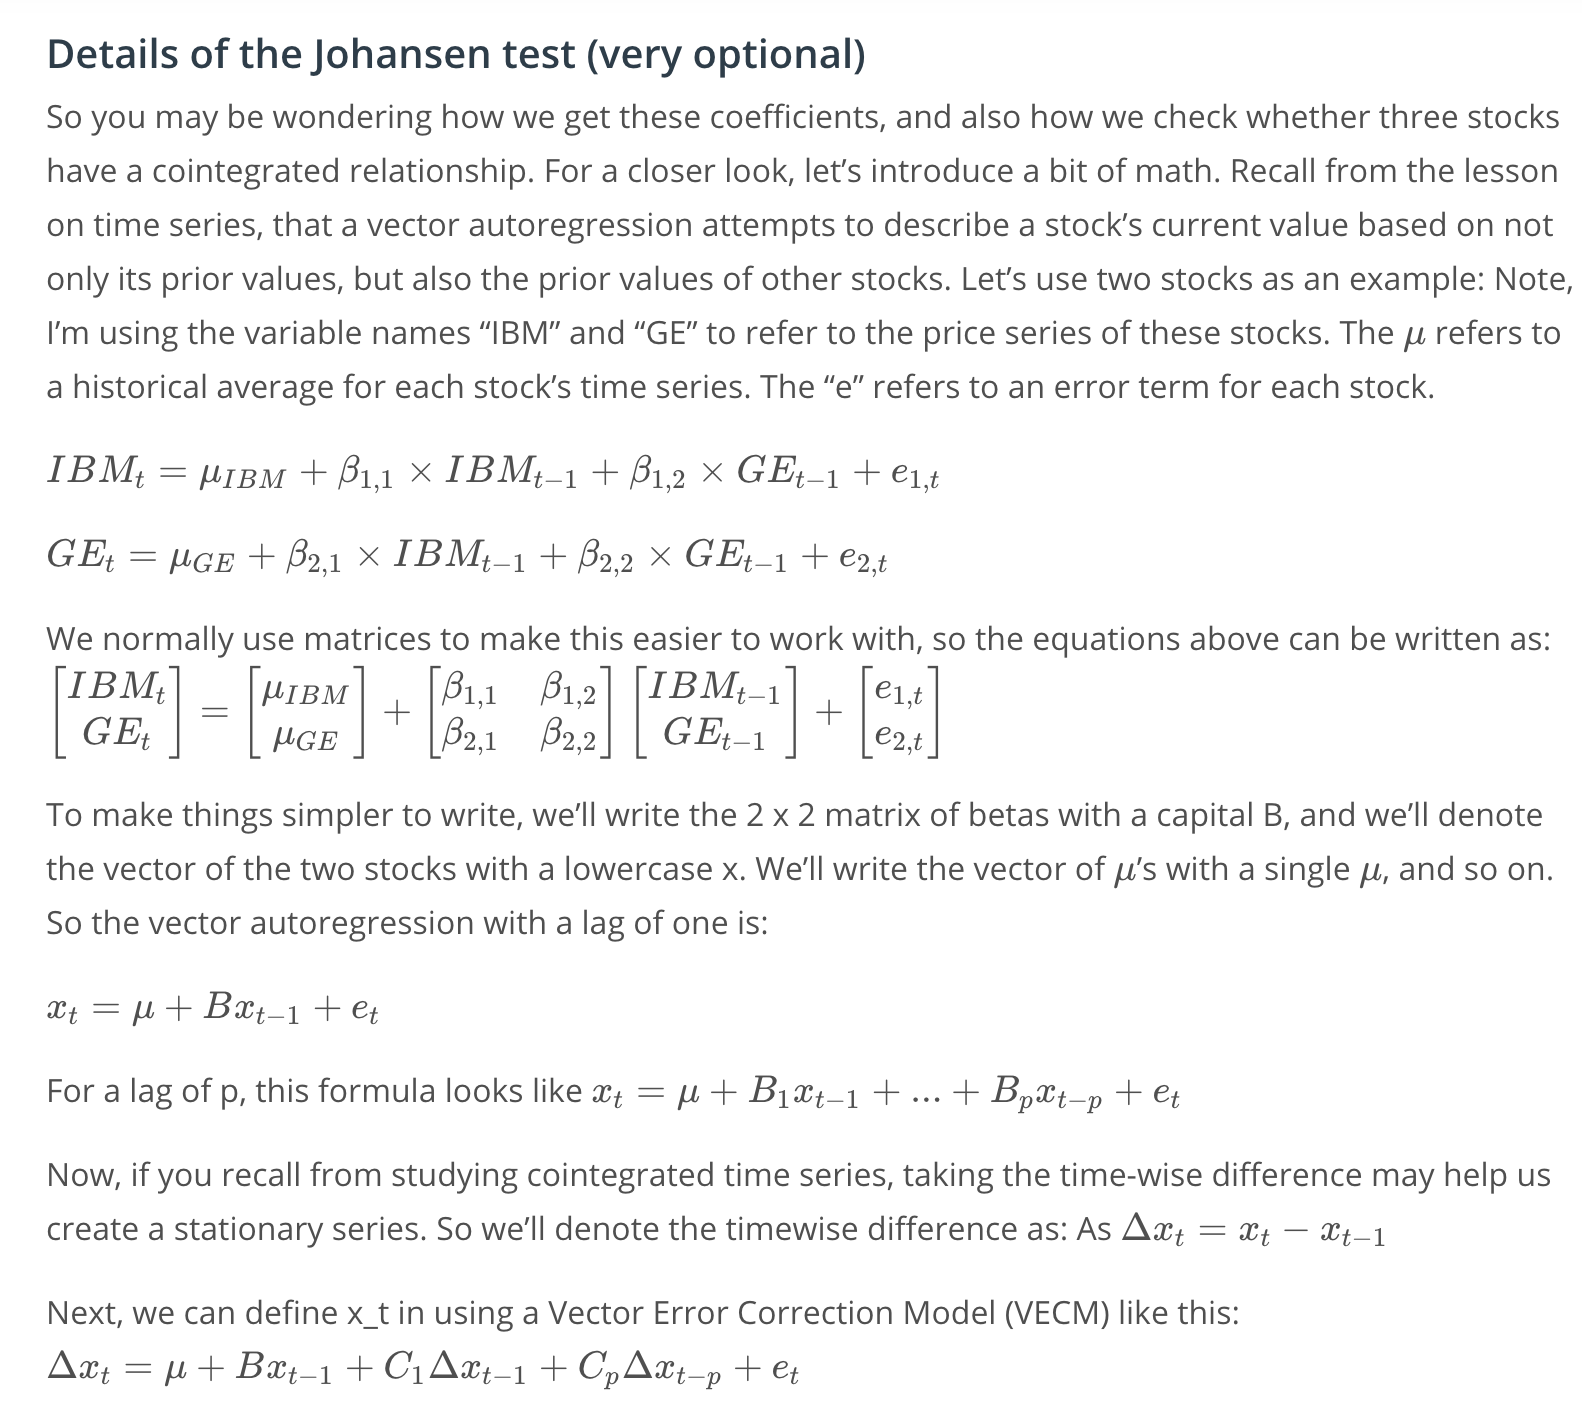 Details of the Johansen test (very optional)
So you may be wondering how we get these coefficients, and also how we check whether three stocks
have a cointegrated relationship. For a closer look, let’s introduce a bit of math. Recall from the lesson
on time series, that a vector autoregression attempts to describe a stock’s current value based on not
only its prior values, but also the prior values of other stocks. Let’s use two stocks as an example: Note,
I’m using the variable names “IBM” and “GE” to refer to the price series of these stocks. The $\mu$ refers to
a historical average for each stock’s time series. The “e” refers to an error term for each stock.
$IBM_t = \mu_{IBM} + \beta_{1,1} \times IBM_{t-1} + \beta_{1,2} \times GE_{t-1} + e_{1,t}$
$GE_t = \mu_{GE} + \beta_{2,1} \times IBM_{t-1} + \beta_{2,2} \times GE_{t-1} + e_{2,t}$
We normally use matrices to make this easier to work with, so the equations above can be written as:
$\begin{bmatrix} IBM_t \\ GE_t \end{bmatrix} = \begin{bmatrix} \mu_{IBM} \\ \mu_{GE} \end{bmatrix} + \begin{bmatrix} \beta_{1,1} & \beta_{1,2} \\ \beta_{2,1} & \beta_{2,2} \end{bmatrix} \begin{bmatrix} IBM_{t-1} \\ GE_{t-1} \end{bmatrix} + \begin{bmatrix} e_{1,t} \\ e_{2,t} \end{bmatrix}$
To make things simpler to write, we’ll write the 2 x 2 matrix of betas with a capital B, and we’ll denote
the vector of the two stocks with a lowercase x. We’ll write the vector of $\mu$’s with a single $\mu$, and so on.
So the vector autoregression with a lag of one is:
$x_t = \mu + Bx_{t-1} + e_t$
For a lag of p, this formula looks like $x_t = \mu + B_1x_{t-1} + ... + B_px_{t-p} + e_t$
Now, if you recall from studying cointegrated time series, taking the time-wise difference may help us
create a stationary series. So we’ll denote the timewise difference as: As $\Delta x_t = x_t - x_{t-1}$
Next, we can define x_t in using a Vector Error Correction Model (VECM) like this:
$\Delta x_t = \mu + Bx_{t-1} + C_1\Delta x_{t-1} + C_p\Delta x_{t-p} + e_t$